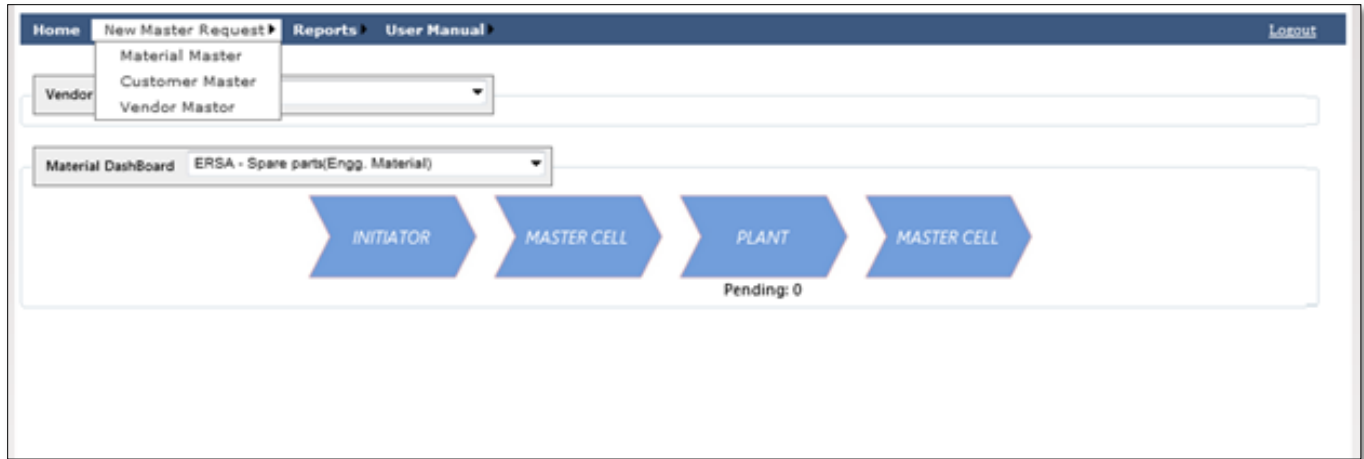 Home New Master Request Reports User Manual Logout
Material Master
Customer Master
Vendor Mastor
Vendor
Material DashBoard ERSA - Spare parts(Engg. Material)
INITIATOR MASTER CELL PLANT MASTER CELL
Pending: 0